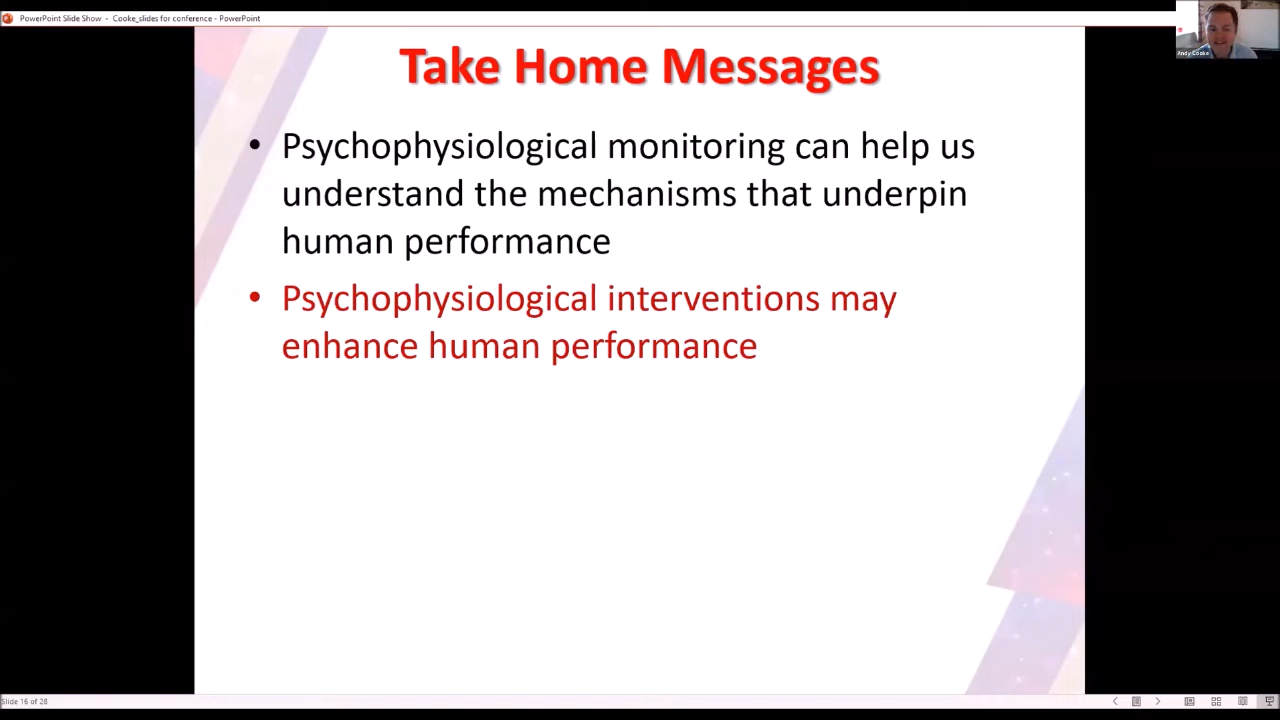 PowerPoint Slide Show - Cooke_slides for conference - PowerPoint
Andy Cooke
Take Home Messages
• Psychophysiological monitoring can help us
understand the mechanisms that underpin
human performance
• Psychophysiological interventions may
enhance human performance
Slide 16 of 28